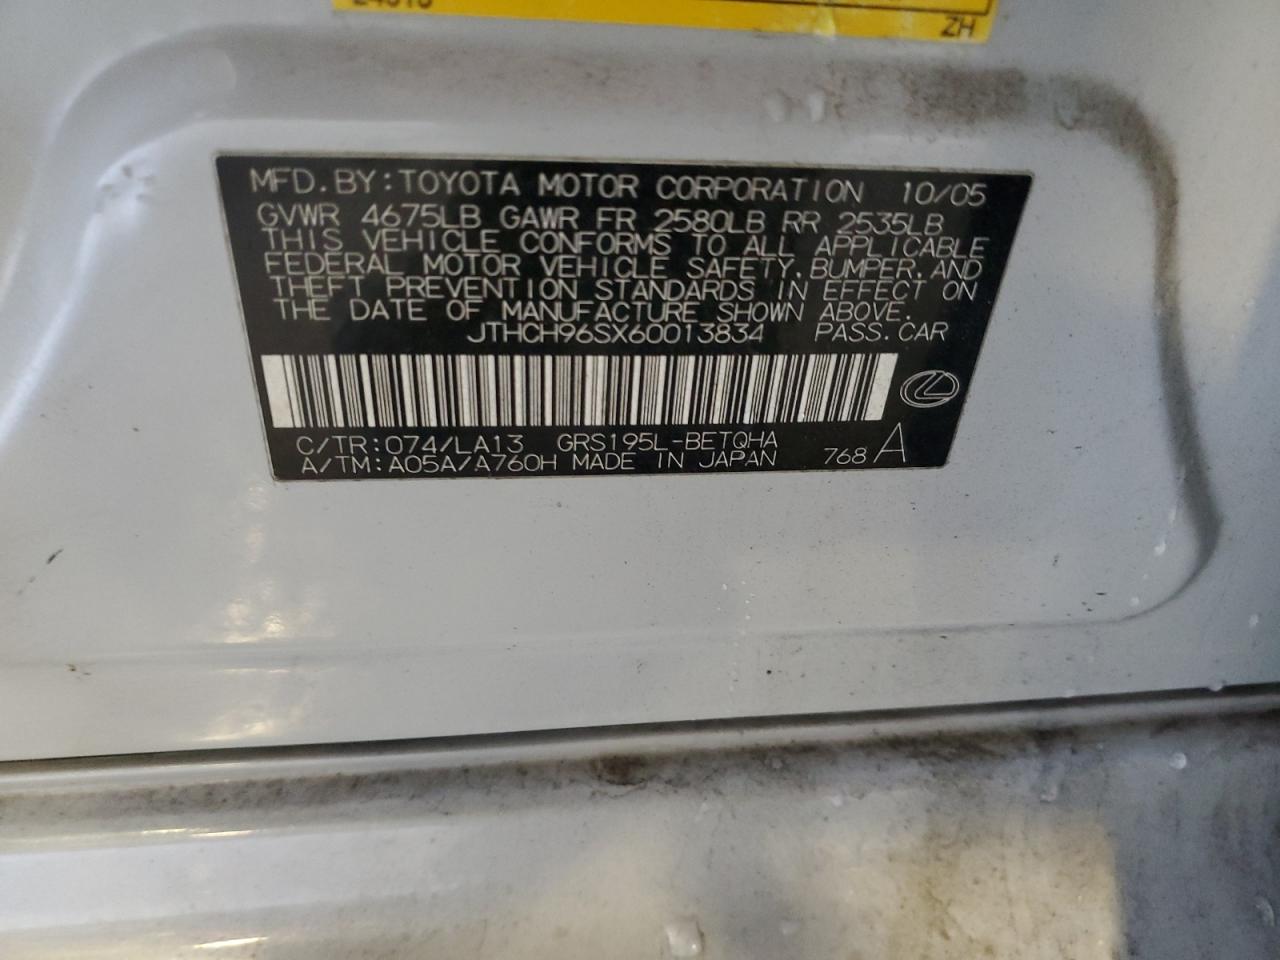 ZH
MFD. BY: TOYOTA MOTOR CORPORATION 10/05
GVWR 4675LB GAWR FR 2580LB RR 2535LB
THIS VEHICLE CONFORMS TO ALL APPLICABLE
FEDERAL MOTOR VEHICLE SAFETY, BUMPER, AND
THEFT PREVENTION STANDARDS IN EFFECT ON
THE DATE OF MANUFACTURE SHOWN ABOVE.
JTHCH96SX60013834 PASS. CAR
C/TR: 074/LA13 GRS195L-BETQHA
A/TM: A05A/A760H MADE IN JAPAN 768 A